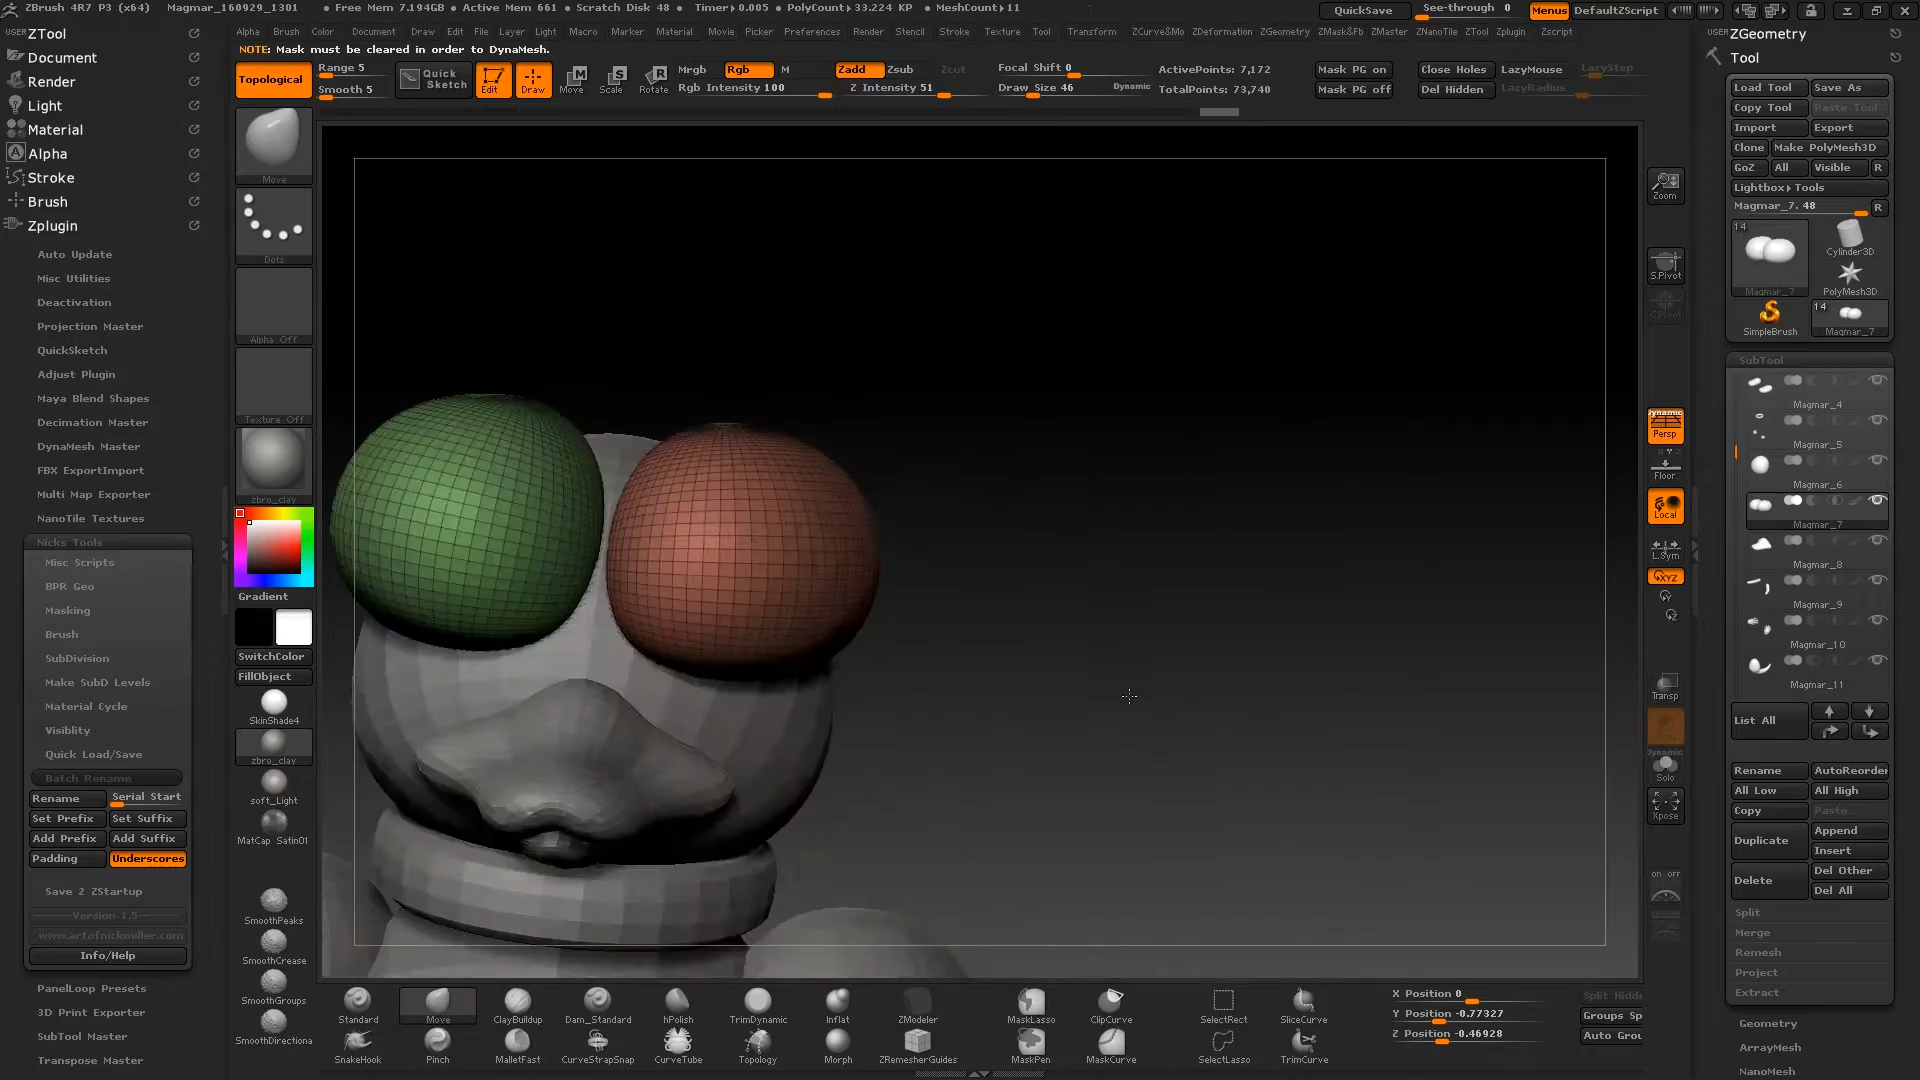 ZBrush 4R7 P3 (x64) Magmar_160929_1301 • Free Mem 7.194GB • Active Mem 661 • Scratch Disk 48 • Timer▸0.005 • PolyCount▸33.224 KP • MeshCount▸11 QuickSave See-through 0 Menus DefaultZScript
Alpha Brush Color Document Draw Edit File Layer Light Macro Marker Material Movie Picker Preferences Render Stencil Stroke Texture Tool Transform ZCurve&Mo ZDeformation ZGeometry ZMask&Fb ZMaster ZNanoTile ZTool Zplugin Zscript
NOTE: Mask must be cleared in order to DynaMesh.
Topological
Range 5
Smooth 5
Quick Sketch
Edit
Draw
Move
Scale
Rotate
Mrgb Rgb M
Rgb Intensity 100
Zadd Zsub Zcut
Z Intensity 51
Focal Shift 0
Draw Size 46 Dynamic
ActivePoints: 7,172
TotalPoints: 73,740
Mask PG on
Mask PG off
Close Holes
Del Hidden
LazyMouse LazyStep
LazyRadius
USER ZTool
Document
Render
Light
Material
Alpha
Stroke
Brush
Zplugin
Auto Update
Misc Utilities
Deactivation
Projection Master
QuickSketch
Adjust Plugin
Maya Blend Shapes
Decimation Master
DynaMesh Master
FBX ExportImport
Multi Map Exporter
NanoTile Textures
Nicks Tools
Misc Scripts
BPR Geo
Masking
Brush
SubDivision
Make SubD Levels
Material Cycle
Visiblity
Quick Load/Save
Batch Rename
Rename Serial Start
Set Prefix Set Suffix
Add Prefix Add Suffix
Padding Underscores
Save 2 ZStartup
Version 1.5
www.artofnickmiller.com
Info/Help
PanelLoop Presets
3D Print Exporter
SubTool Master
Transpose Master
Move
Dots
Alpha Off
Texture Off
zbro_clay
Gradient
SwitchColor
FillObject
SkinShade4
zbro_clay
soft_Light
MatCap Satin01
SmoothPeaks
SmoothCrease
SmoothGroups
SmoothDirectiona
Standard Move ClayBuildup Dam_Standard hPolish TrimDynamic Inflat ZModeler MaskLasso ClipCurve SelectRect SliceCurve
SnakeHook Pinch MalletFast CurveStrapSnap CurveTube Topology Morph ZRemesherGuides MaskPen MaskCurve SelectLasso TrimCurve
X Position 0
Y Position -0.77327
Z Position -0.46928
Split Hidde
Groups Sp
Auto Grou
Zoom
S.Pivot
C.Pivot
Dynamic
Persp
Floor
Local
L.Sym
XYZ
Transp
Dynamic
Solo
Xpose
on off
USER ZGeometry
Tool
Load Tool Save As
Copy Tool Paste Tool
Import Export
Clone Make PolyMesh3D
GoZ All Visible R
Lightbox▸Tools
Magmar_7. 48 R
14
Magmar_7
Cylinder3D
PolyMesh3D
SimpleBrush
14
Magmar_7
SubTool
Magmar_4
Magmar_5
Magmar_6
Magmar_7
Magmar_8
Magmar_9
Magmar_10
Magmar_11
List All
Rename AutoReorder
All Low All High
Copy Paste
Duplicate Append
Insert
Delete Del Other
Del All
Split
Merge
Remesh
Project
Extract
Geometry
ArrayMesh
NanoMesh